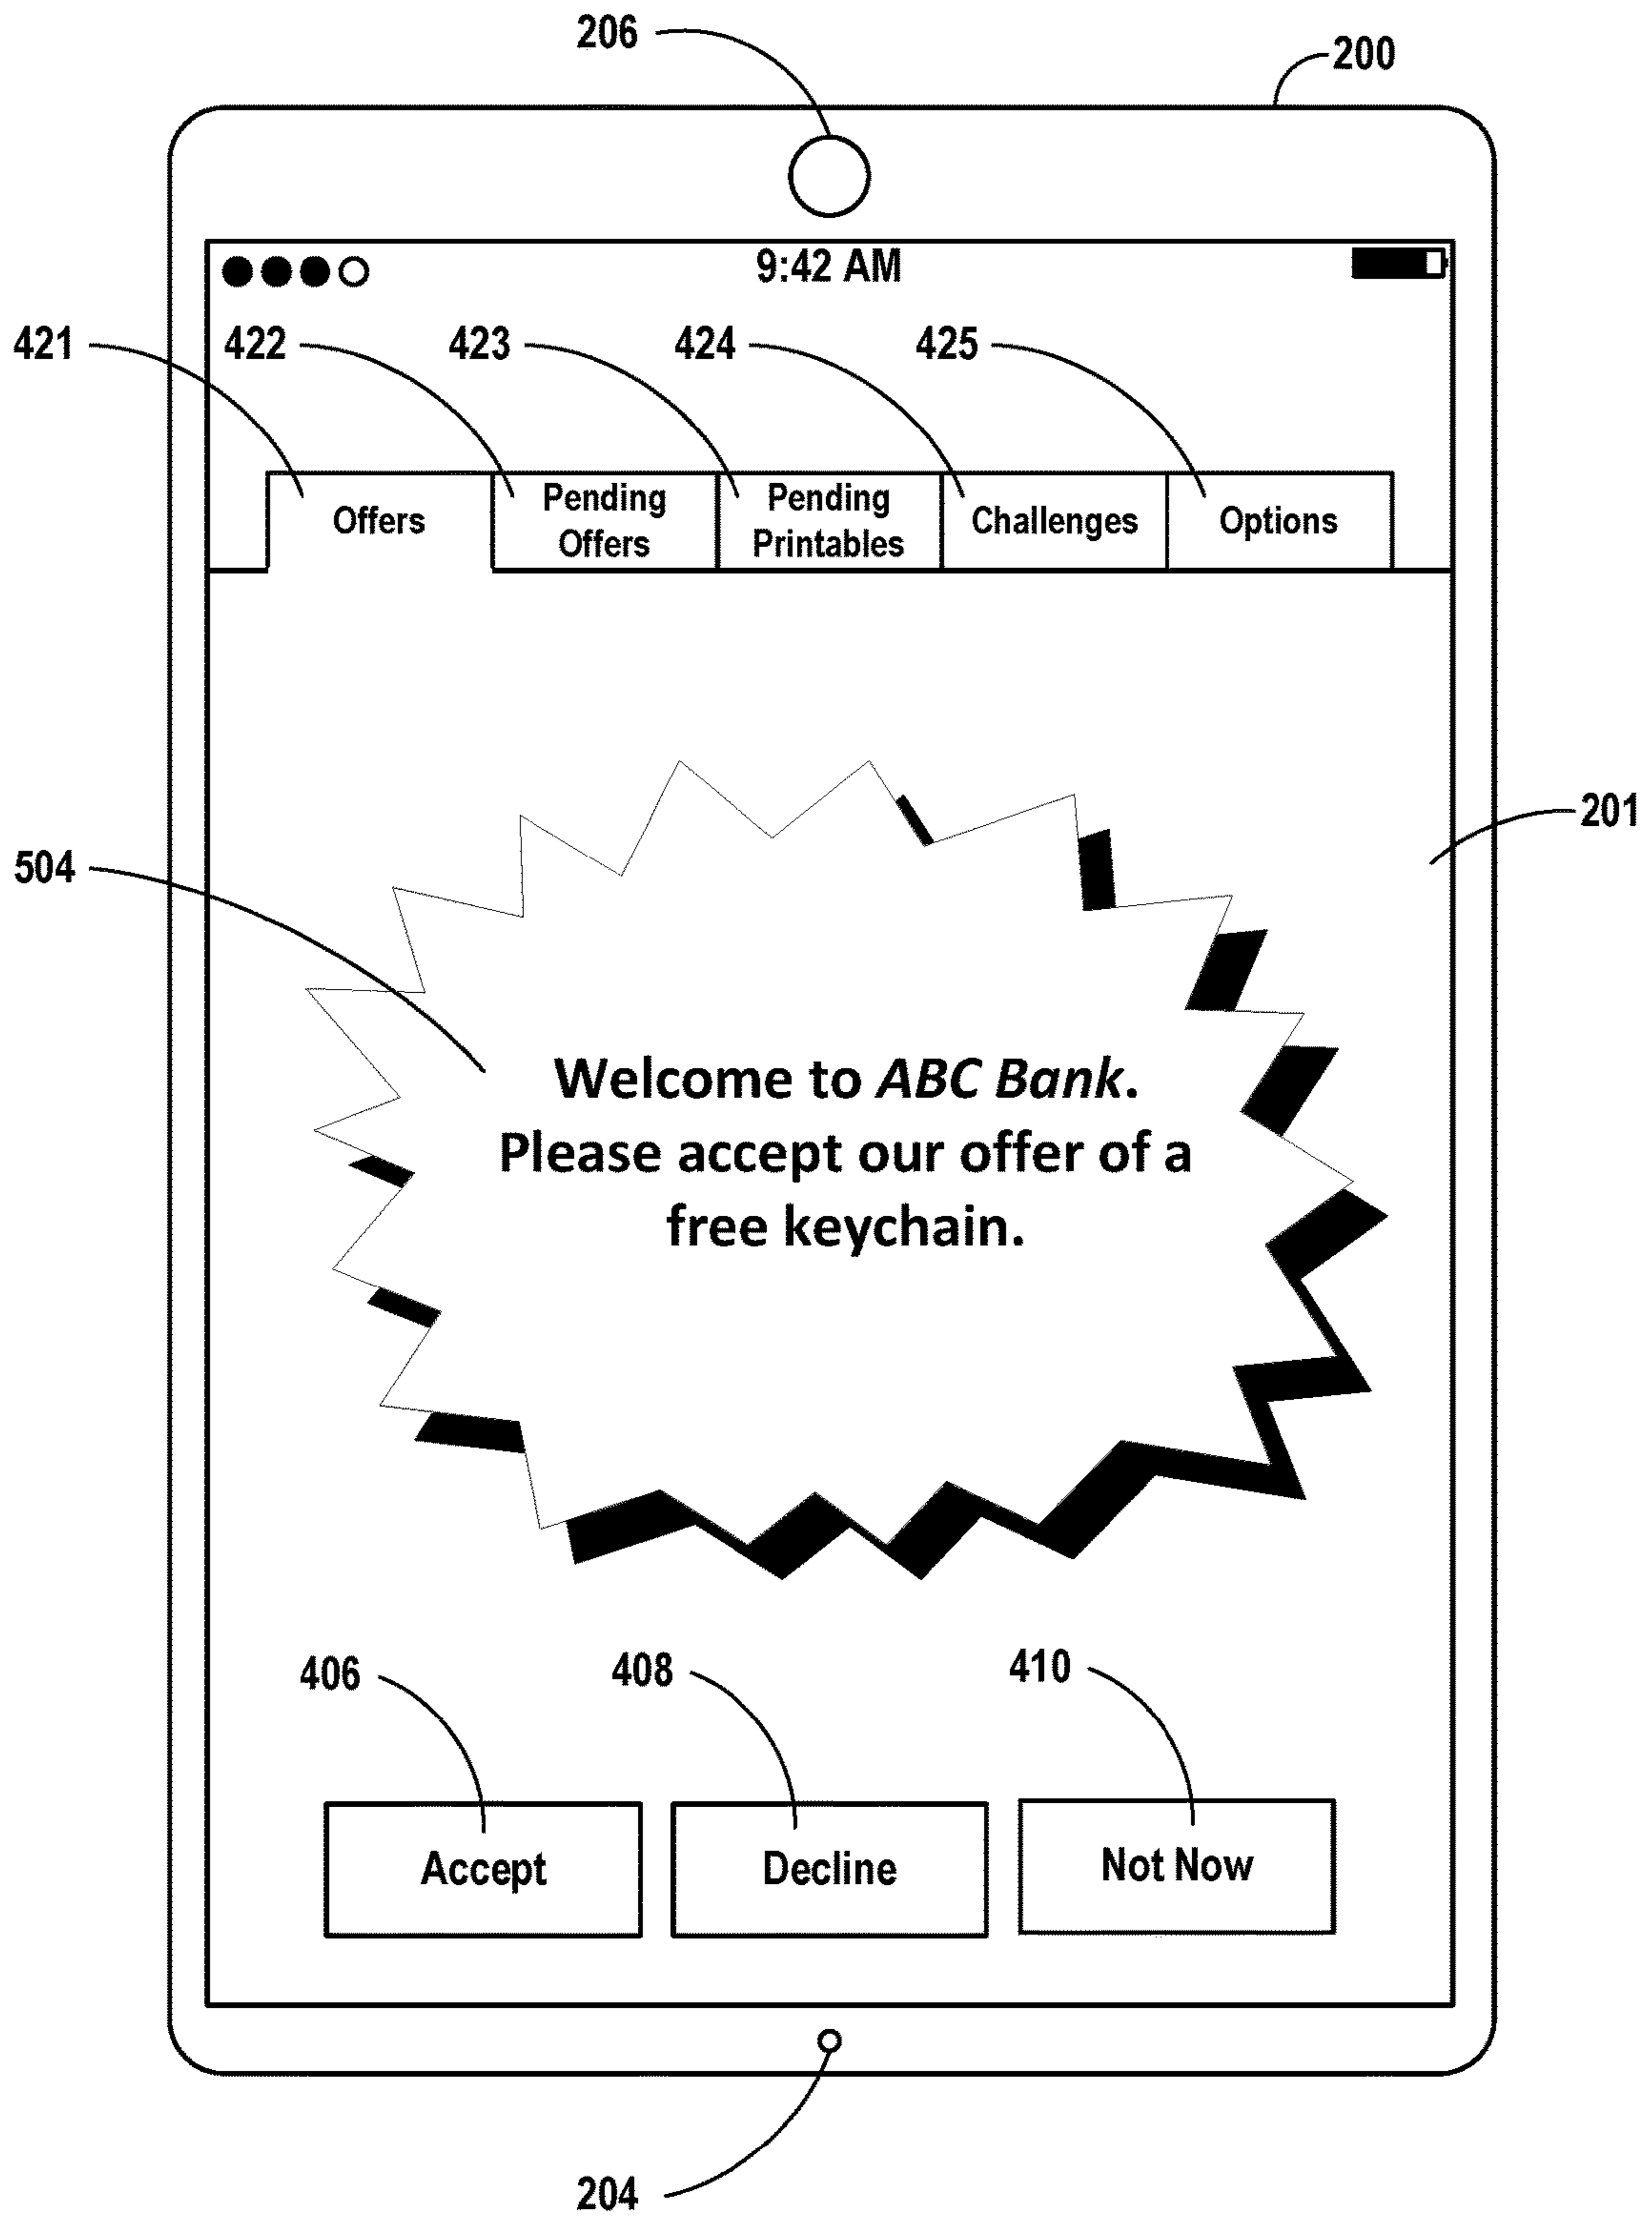 206
200
9:42 AM
421
422
423
424
425
Offers
Pending
Offers
Pending
Printables
Challenges
Options
201
504
Welcome to ABC Bank.
Please accept our offer of a
free keychain.
406
408
410
Accept
Decline
Not Now
204